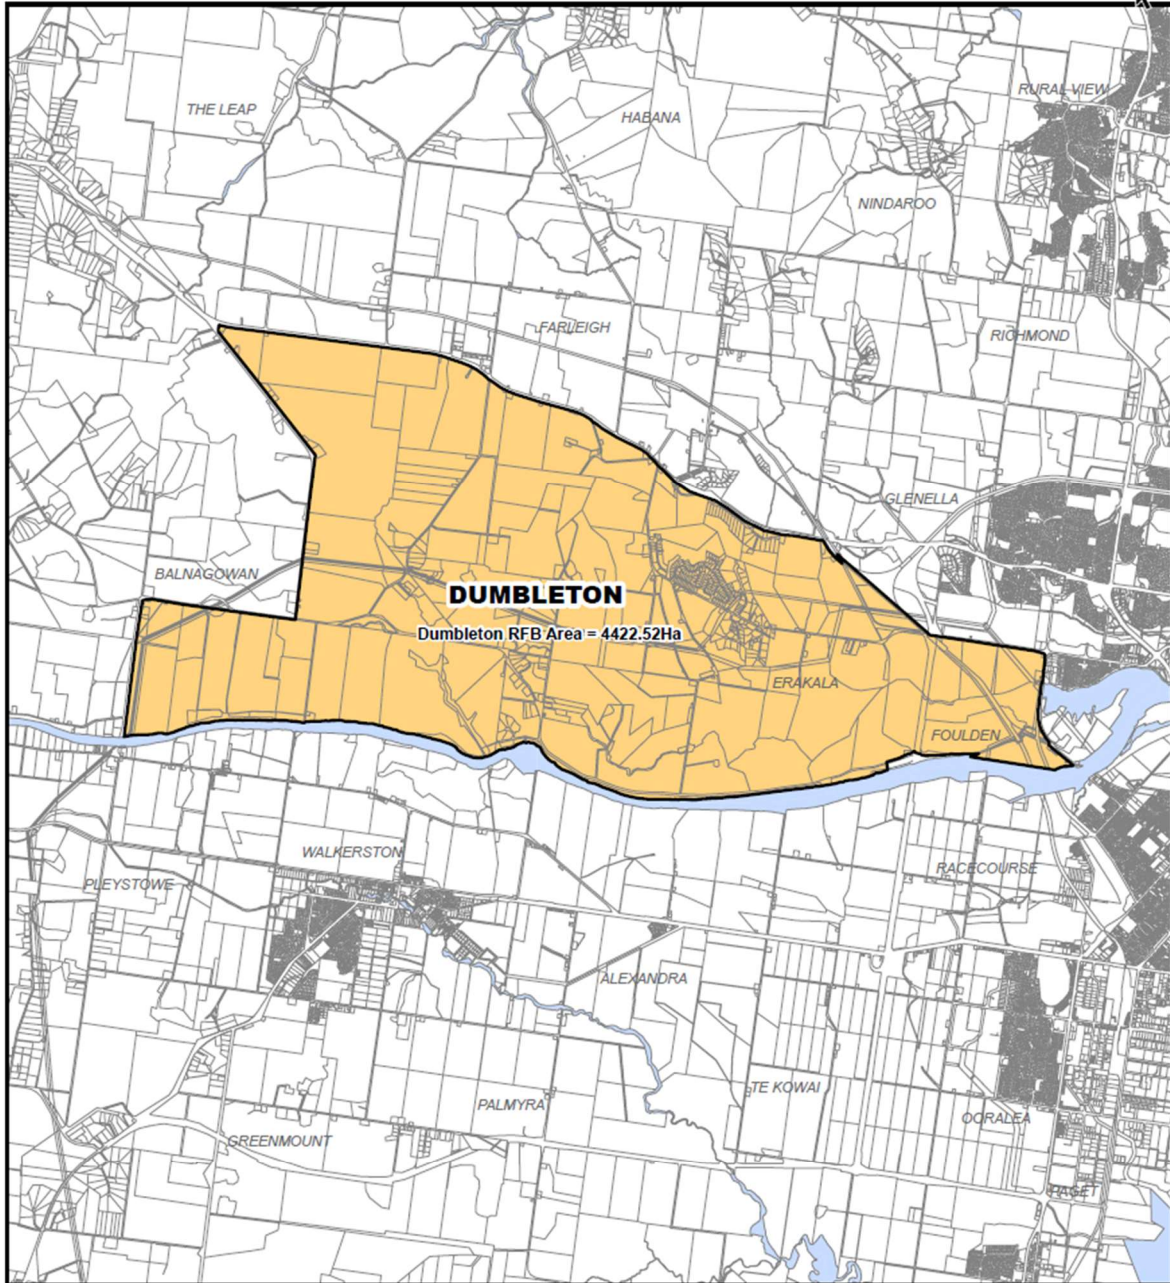 RURAL VIEW
THE LEAP
HABANA
NINDAROO
FARLEIGH
RICHMOND
GLENELLA
BALNAGOWAN
DUMBLETON
Dumbleton RFB Area = 4422.52Ha
ERAKALA
FOULDEN
WALKERSTON
RACECOURSE
PLEYSTOWE
ALEXANDRA
TE KOWAI
PALMYRA
OORALEA
GREENMOUNT
PAGET